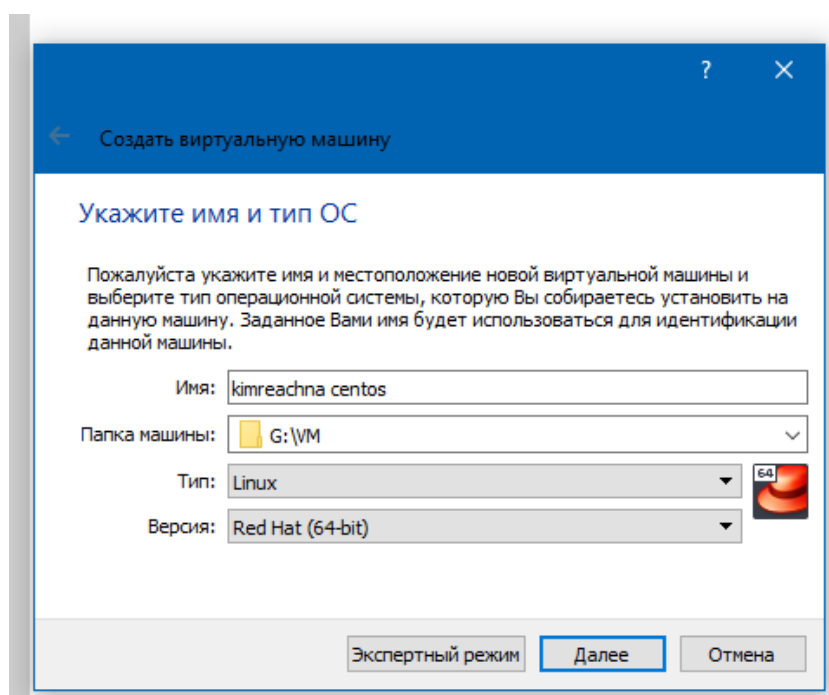 ?
Создать виртуальную машину
Укажите имя и тип ОС
Пожалуйста укажите имя и местоположение новой виртуальной машины и
выберите тип операционной системы, которую Вы собираетесь установить на
данную машину. Заданное Вами имя будет использоваться для идентификации
данной машины.
Имя: kimreachna centos
Папка машины: G:\VM
Тип: Linux
64
Версия: Red Hat (64-bit)
Экспертный режим Далее Отмена